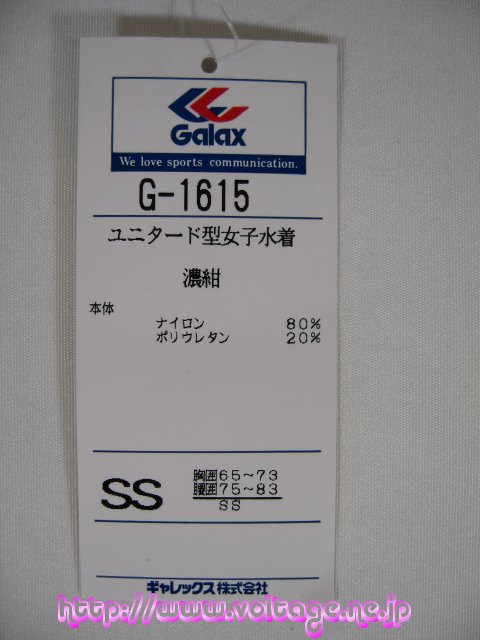 Galax
We love sports communication.
G-1615
ユニタード型女子水着
濃紺
本体
ナイロン 80%
ポリウレタン 20%
SS
胸囲65~73
腰囲75~83
SS
ギャレックス株式会社
http://www.voltage.ne.jp